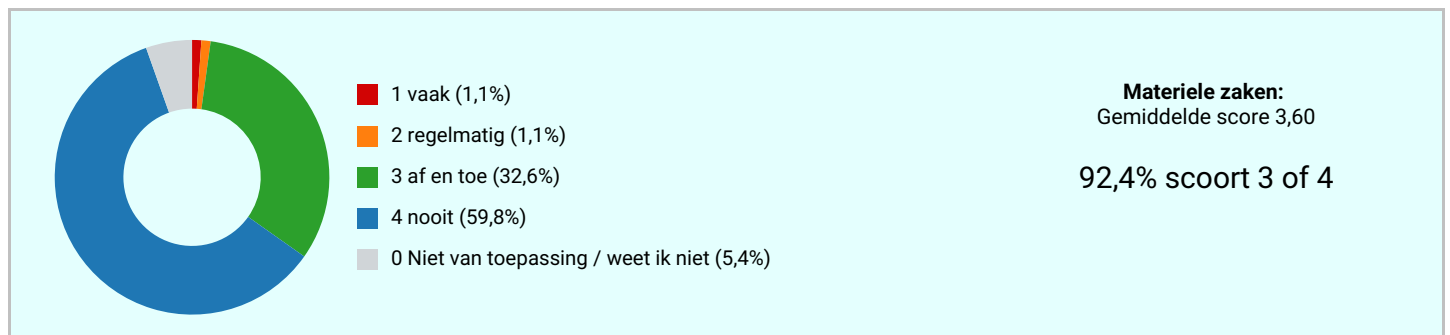 1 vaak (1,1%)
2 regelmatig (1,1%)
3 af en toe (32,6%)
4 nooit (59,8%)
0 Niet van toepassing / weet ik niet (5,4%)
Materiele zaken:
Gemiddelde score 3,60
92,4% scoort 3 of 4